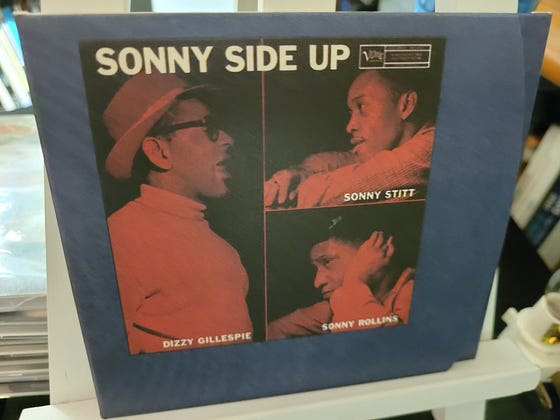 SONNY SIDE UP
Verve
SONNY STITT
SONNY ROLLINS
DIZZY GILLESPIE